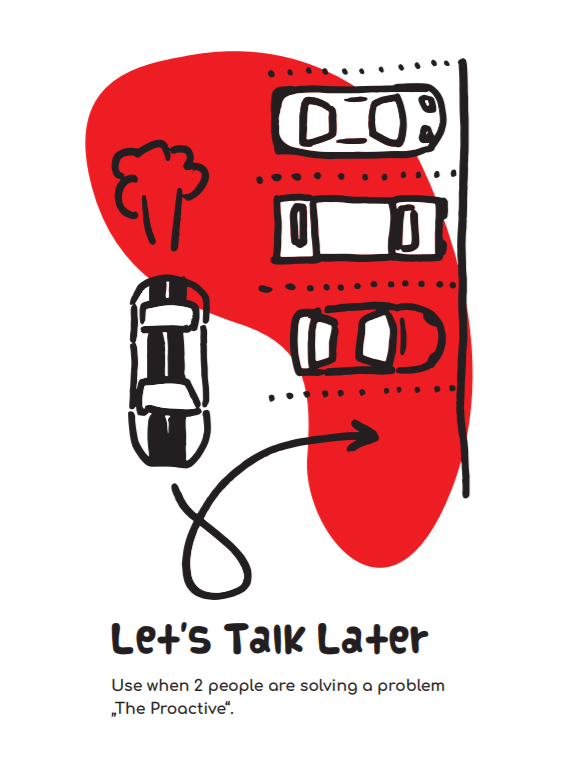 Let's Talk Later
Use when 2 people are solving a problem
„The Proactive“.